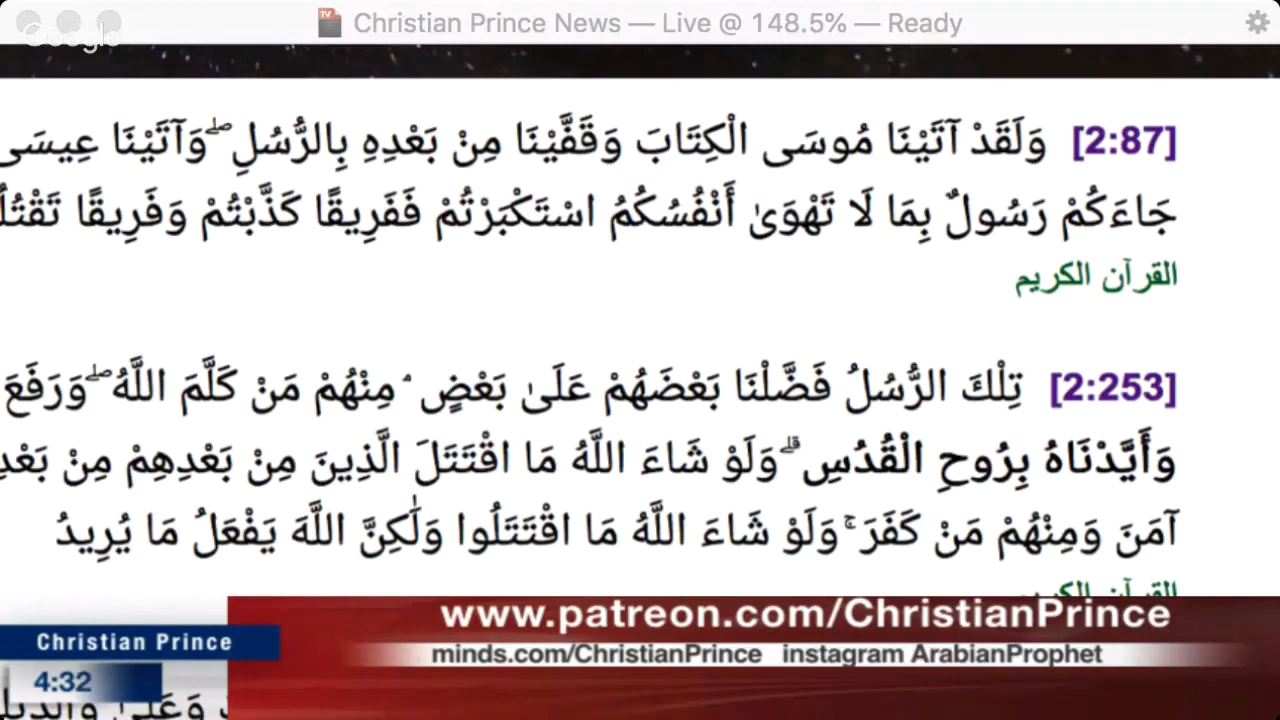 Google
Christian Prince News — Live @ 148.5% — Ready
[2:87] وَلَقَدْ آتَيْنَا مُوسَى الْكِتَابَ وَقَفَّيْنَا مِنْ بَعْدِهِ بِالرُّسُلِ ۖ وَآتَيْنَا عِيسَى
جَاءَكُمْ رَسُولٌ بِمَا لَا تَهْوَىٰ أَنْفُسُكُمُ اسْتَكْبَرْتُمْ فَفَرِيقًا كَذَّبْتُمْ وَفَرِيقًا
القرآن الكريم
[2:253] تِلْكَ الرُّسُلُ فَضَّلْنَا بَعْضَهُمْ عَلَىٰ بَعْضٍ ۘ مِنْهُمْ مَنْ كَلَّمَ اللَّهُ ۖ وَرَفَعَ
وَأَيَّدْنَاهُ بِرُوحِ الْقُدُسِ ۗ وَلَوْ شَاءَ اللَّهُ مَا اقْتَتَلَ الَّذِينَ مِنْ بَعْدِهِمْ مِنْ
آمَنَ وَمِنْهُمْ مَنْ كَفَرَ ۚ وَلَوْ شَاءَ اللَّهُ مَا اقْتَتَلُوا وَلَٰكِنَّ اللَّهَ يَفْعَلُ مَا يُرِيدُ
www.patreon.com/ChristianPrince
Christian Prince
minds.com/ChristianPrince instagram ArabianProphet
4:32